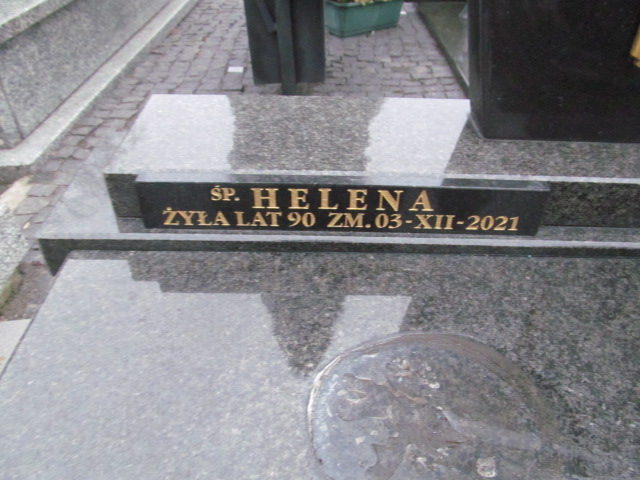 ŚP. HELENA
ŻYŁA LAT 90 ZM. 03-XII-2021